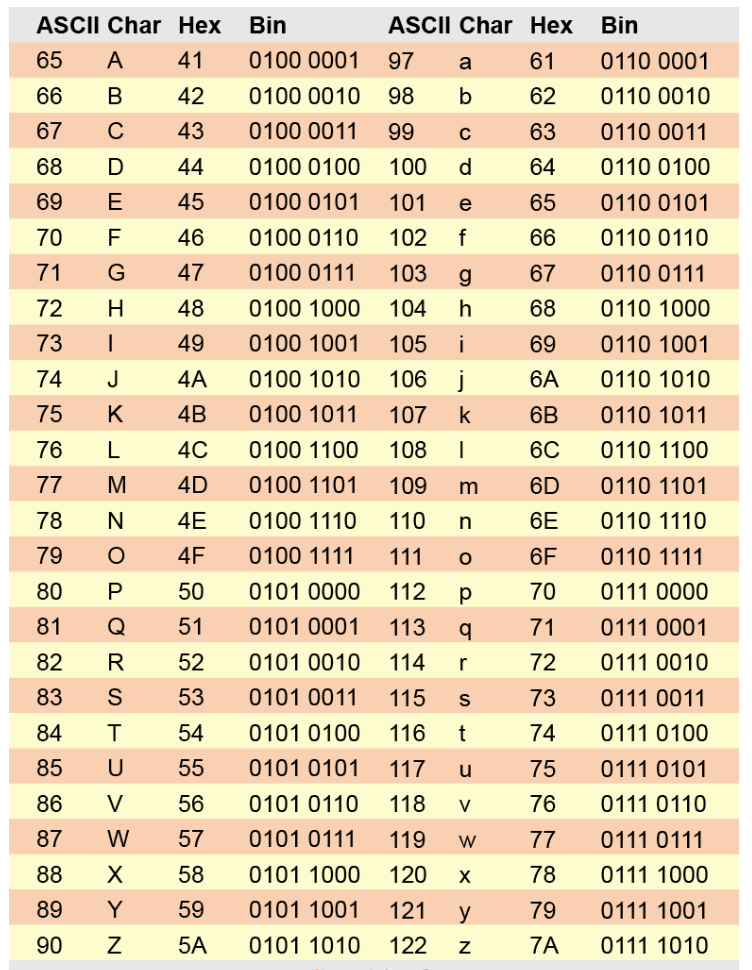 ASCII Char Hex Bin ASCII Char Hex Bin
65 A 41 0100 0001 97 a 61 0110 0001
66 B 42 0100 0010 98 b 62 0110 0010
67 C 43 0100 0011 99 c 63 0110 0011
68 D 44 0100 0100 100 d 64 0110 0100
69 E 45 0100 0101 101 e 65 0110 0101
70 F 46 0100 0110 102 f 66 0110 0110
71 G 47 0100 0111 103 g 67 0110 0111
72 H 48 0100 1000 104 h 68 0110 1000
73 I 49 0100 1001 105 i 69 0110 1001
74 J 4A 0100 1010 106 j 6A 0110 1010
75 K 4B 0100 1011 107 k 6B 0110 1011
76 L 4C 0100 1100 108 l 6C 0110 1100
77 M 4D 0100 1101 109 m 6D 0110 1101
78 N 4E 0100 1110 110 n 6E 0110 1110
79 O 4F 0100 1111 111 o 6F 0110 1111
80 P 50 0101 0000 112 p 70 0111 0000
81 Q 51 0101 0001 113 q 71 0111 0001
82 R 52 0101 0010 114 r 72 0111 0010
83 S 53 0101 0011 115 s 73 0111 0011
84 T 54 0101 0100 116 t 74 0111 0100
85 U 55 0101 0101 117 u 75 0111 0101
86 V 56 0101 0110 118 v 76 0111 0110
87 W 57 0101 0111 119 w 77 0111 0111
88 X 58 0101 1000 120 x 78 0111 1000
89 Y 59 0101 1001 121 y 79 0111 1001
90 Z 5A 0101 1010 122 z 7A 0111 1010